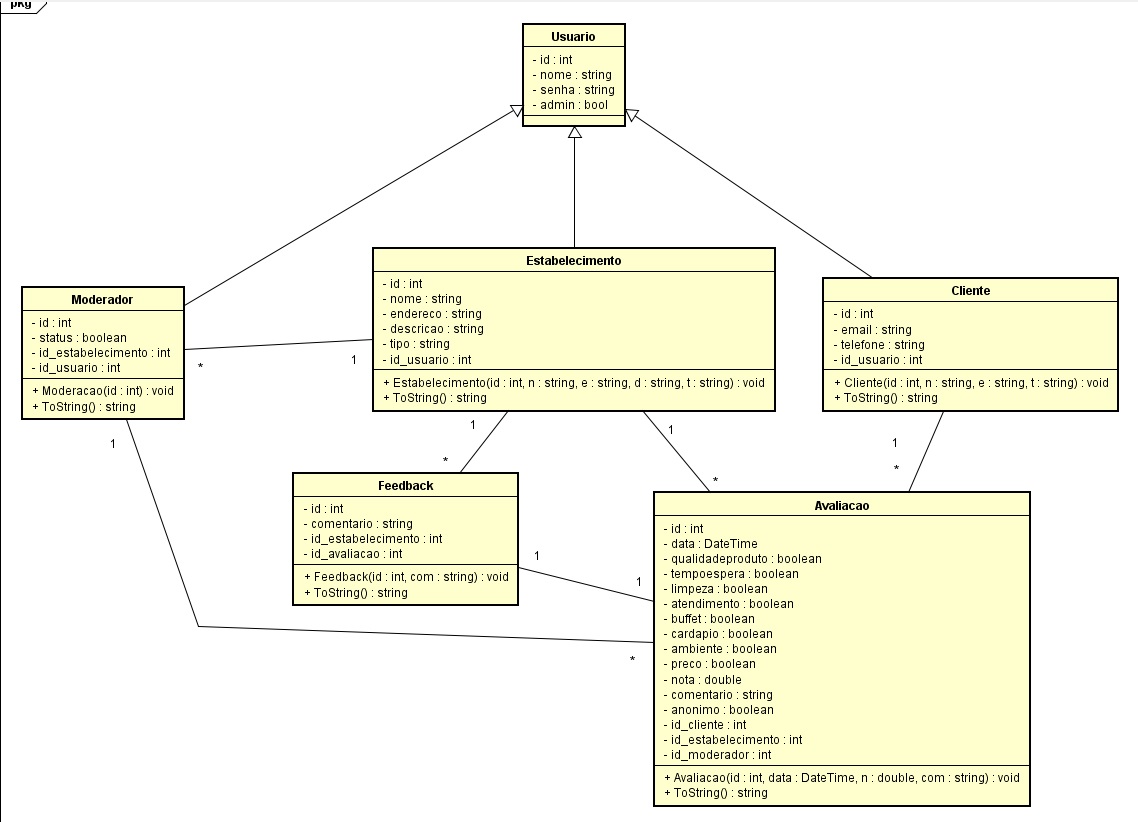 pkg
Usuario
- id : int
- nome : string
- senha : string
- admin : bool
Moderador
- id : int
- status : boolean
- id_estabelecimento : int
- id_usuario : int
+ Moderacao(id : int) : void
+ ToString() : string
*
1
1
Estabelecimento
- id : int
- nome : string
- endereco : string
- descricao : string
- tipo : string
- id_usuario : int
+ Estabelecimento(id : int, n : string, e : string, d : string, t : string) : void
+ ToString() : string
1
*
1
*
Cliente
- id : int
- email : string
- telefone : string
- id_usuario : int
+ Cliente(id : int, n : string, e : string, t : string) : void
+ ToString() : string
1
*
Feedback
- id : int
- comentario : string
- id_estabelecimento : int
- id_avaliacao : int
+ Feedback(id : int, com : string) : void
+ ToString() : string
1
1
*
Avaliacao
- id : int
- data : DateTime
- qualidadeproduto : boolean
- tempoespera : boolean
- limpeza : boolean
- atendimento : boolean
- buffet : boolean
- cardapio : boolean
- ambiente : boolean
- preco : boolean
- nota : double
- comentario : string
- anonimo : boolean
- id_cliente : int
- id_estabelecimento : int
- id_moderador : int
+ Avaliacao(id : int, data : DateTime, n : double, com : string) : void
+ ToString() : string